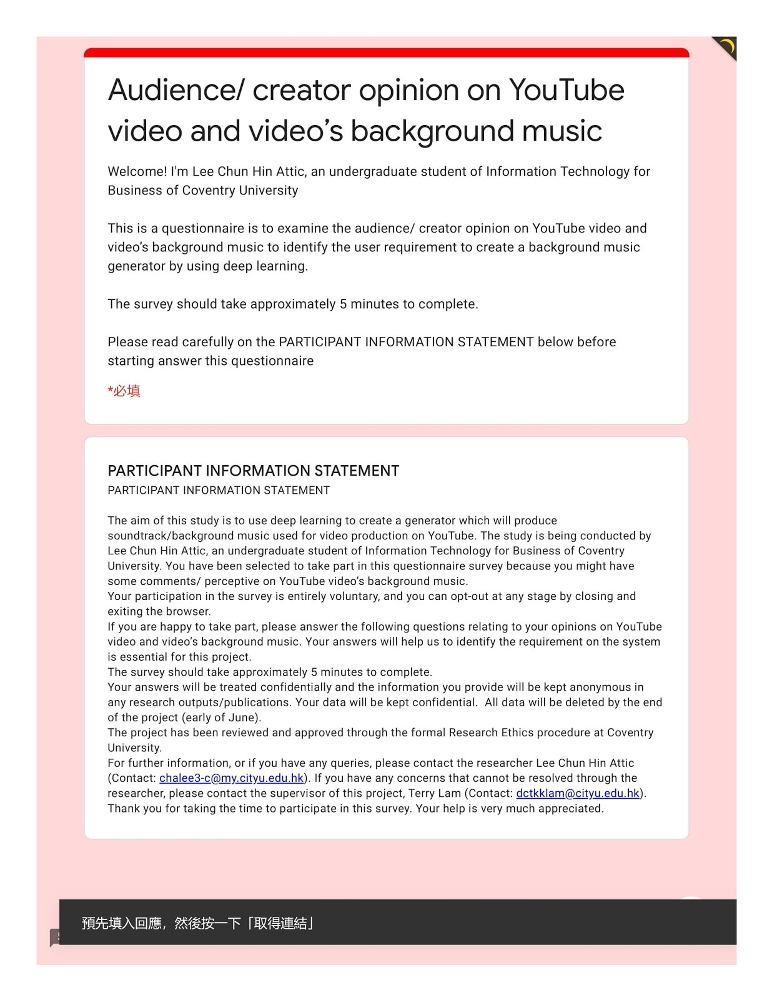 Audience/ creator opinion on YouTube
video and video’s background music
Welcome! I'm Lee Chun Hin Attic, an undergraduate student of Information Technology for
Business of Coventry University
This is a questionnaire is to examine the audience/ creator opinion on YouTube video and
video’s background music to identify the user requirement to create a background music
generator by using deep learning.
The survey should take approximately 5 minutes to complete.
Please read carefully on the PARTICIPANT INFORMATION STATEMENT below before
starting answer this questionnaire
*必填
PARTICIPANT INFORMATION STATEMENT
PARTICIPANT INFORMATION STATEMENT
The aim of this study is to use deep learning to create a generator which will produce
soundtrack/background music used for video production on YouTube. The study is being conducted by
Lee Chun Hin Attic, an undergraduate student of Information Technology for Business of Coventry
University. You have been selected to take part in this questionnaire survey because you might have
some comments/ perceptive on YouTube video’s background music.
Your participation in the survey is entirely voluntary, and you can opt-out at any stage by closing and
exiting the browser.
If you are happy to take part, please answer the following questions relating to your opinions on YouTube
video and video’s background music. Your answers will help us to identify the requirement on the system
is essential for this project.
The survey should take approximately 5 minutes to complete.
Your answers will be treated confidentially and the information you provide will be kept anonymous in
any research outputs/publications. Your data will be kept confidential.  All data will be deleted by the end
of the project (early of June).
The project has been reviewed and approved through the formal Research Ethics procedure at Coventry
University.
For further information, or if you have any queries, please contact the researcher Lee Chun Hin Attic
(Contact: chalee3-c@my.cityu.edu.hk). If you have any concerns that cannot be resolved through the
researcher, please contact the supervisor of this project, Terry Lam (Contact: dctkklam@cityu.edu.hk).
Thank you for taking the time to participate in this survey. Your help is very much appreciated.
預先填入回應，然後按一下「取得連結」